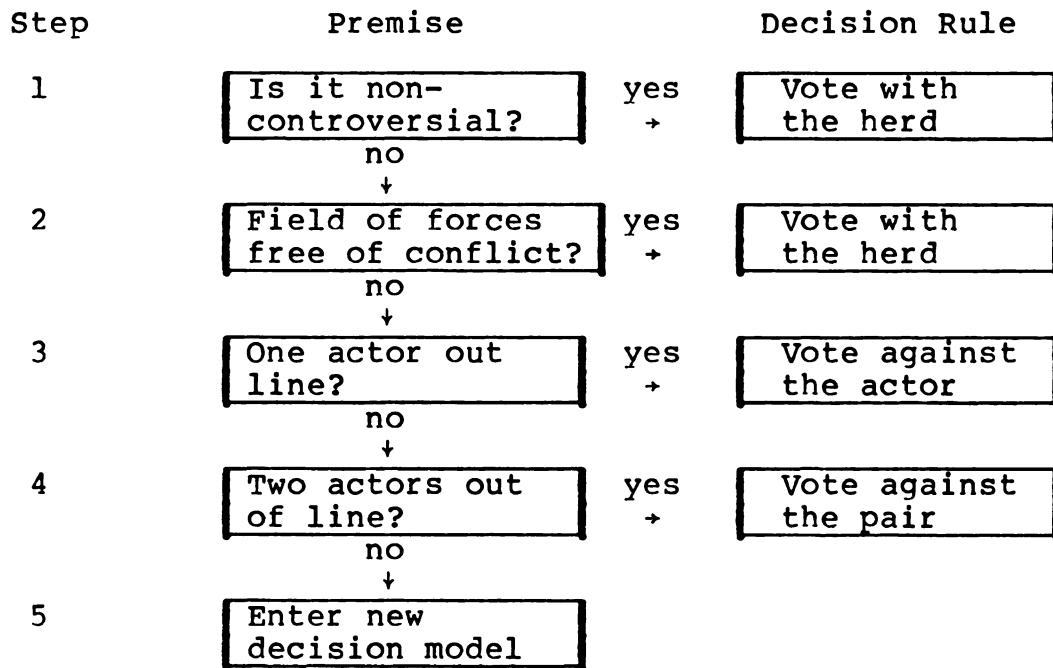 Step Premise Decision Rule
1 Is it non- yes Vote with
controversial? → the herd
no
↓
2 Field of forces yes Vote with
free of conflict? → the herd
no
↓
3 One actor out yes Vote against
line? → the actor
no
↓
4 Two actors out yes Vote against
of line? → the pair
no
↓
5 Enter new
decision model